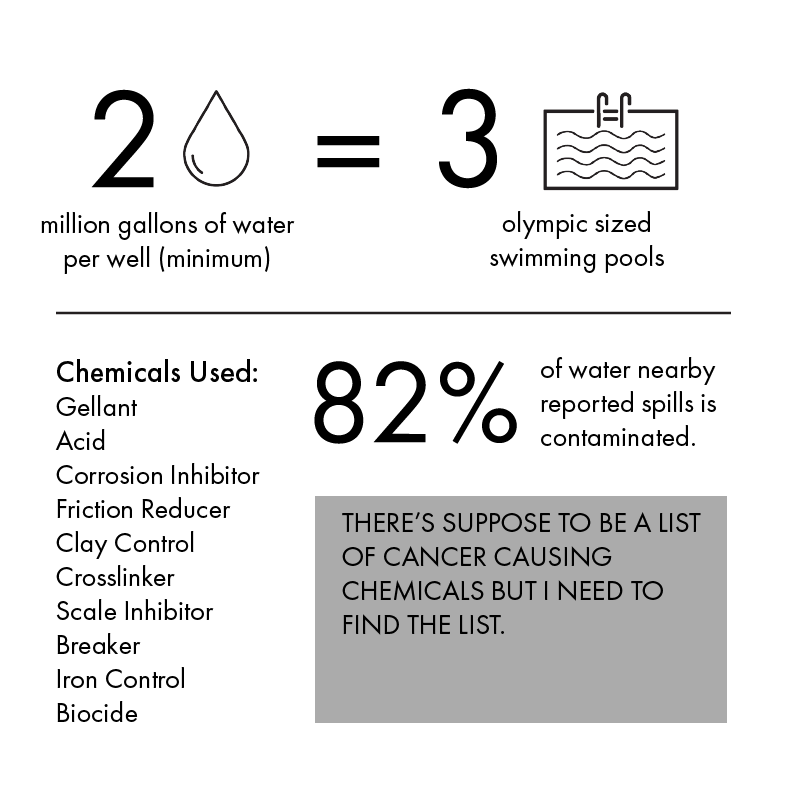 2 = 3
million gallons of water
per well (minimum)
olympic sized
swimming pools
Chemicals Used:
Gellant
Acid
Corrosion Inhibitor
Friction Reducer
Clay Control
Crosslinker
Scale Inhibitor
Breaker
Iron Control
Biocide
82%
of water nearby
reported spills is
contaminated.
THERE'S SUPPOSE TO BE A LIST
OF CANCER CAUSING
CHEMICALS BUT I NEED TO
FIND THE LIST.